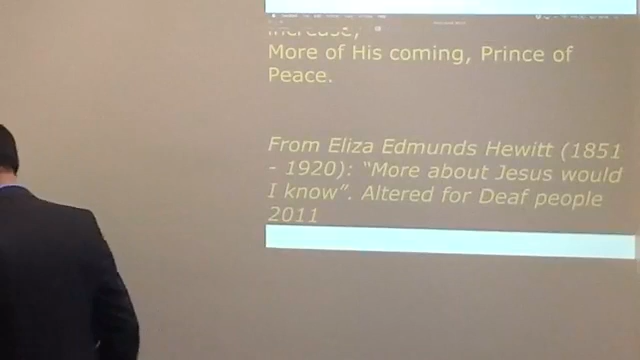 increase,
More of His coming, Prince of
Peace.
From Eliza Edmunds Hewitt (1851
- 1920): “More about Jesus would
I know”. Altered for Deaf people
2011